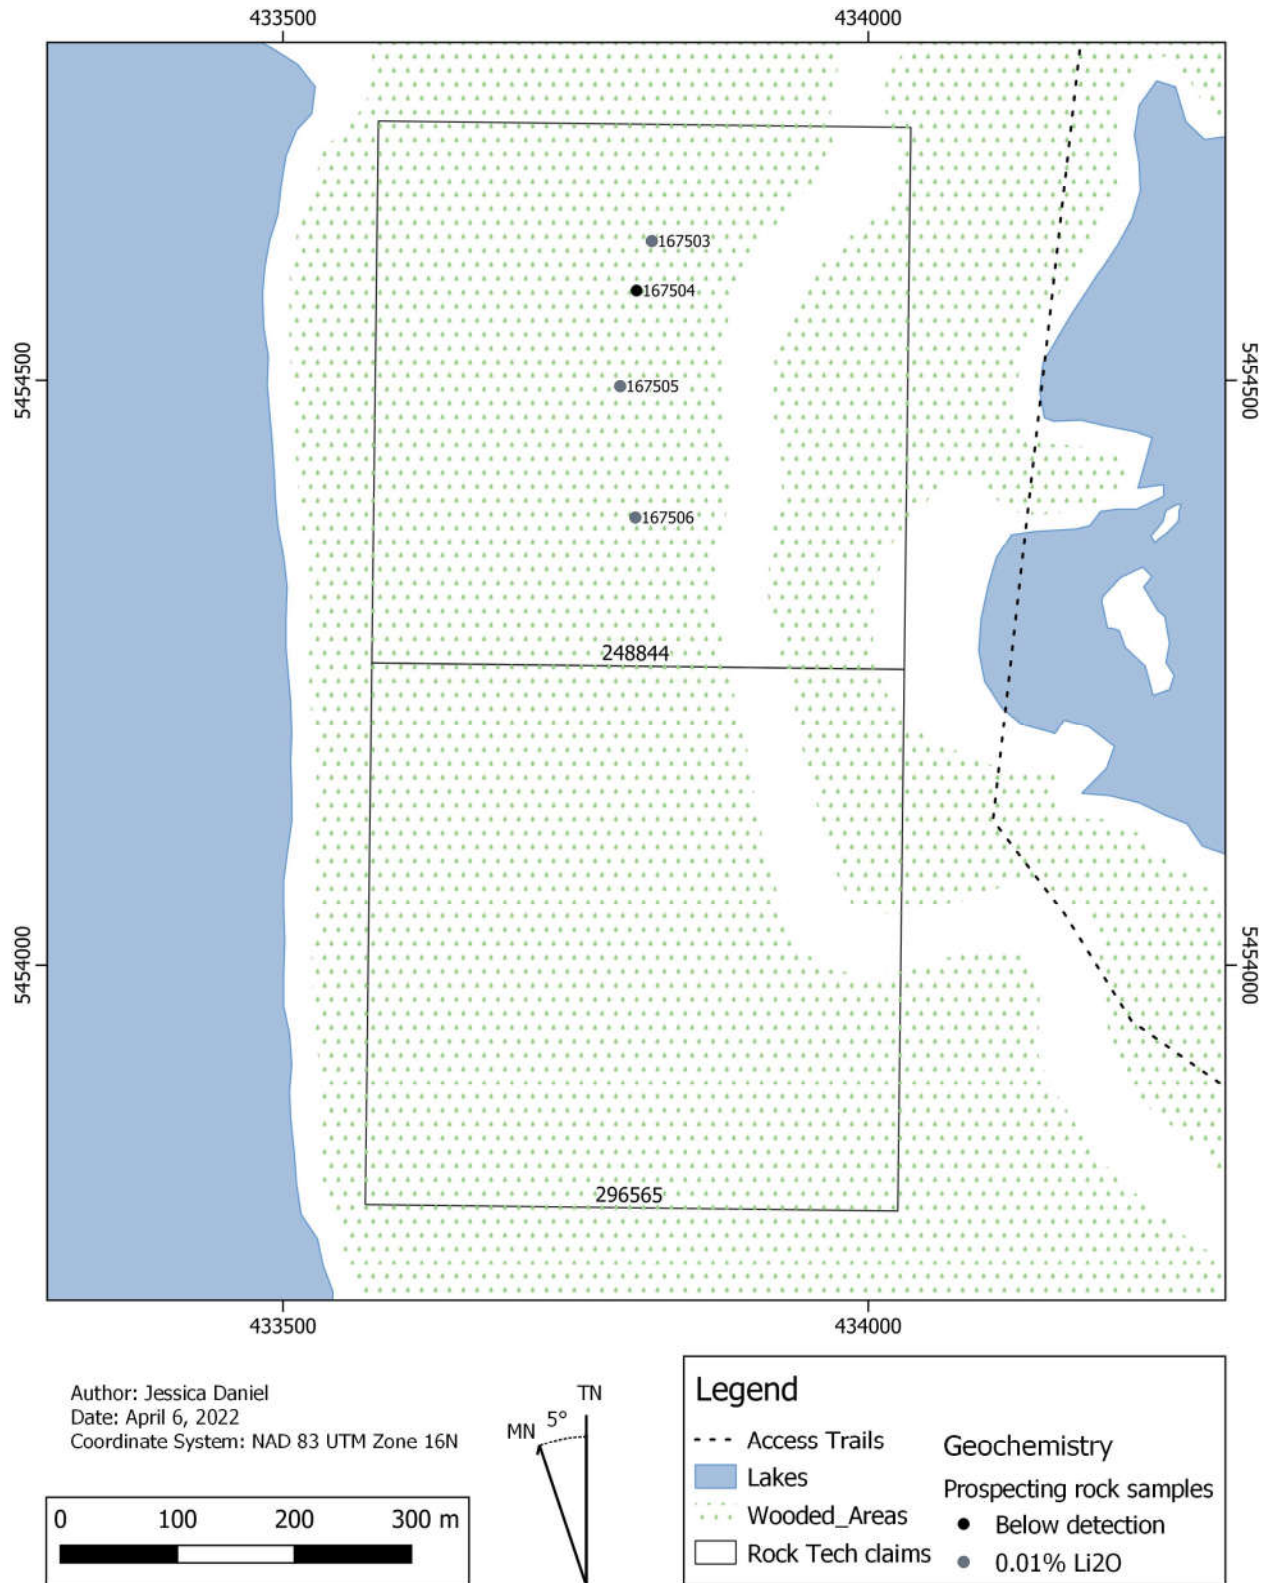 433500 434000
167503
167504
5454500 5454500
167505
167506
248844
5454000 5454000
296565
433500 434000
Author: Jessica Daniel
Date: April 6, 2022
Coordinate System: NAD 83 UTM Zone 16N
0 100 200 300 m
TN
MN 5°
Legend
Access Trails
Lakes
Wooded_Areas
Rock Tech claims
Geochemistry
Prospecting rock samples
Below detection
0.01% Li2O